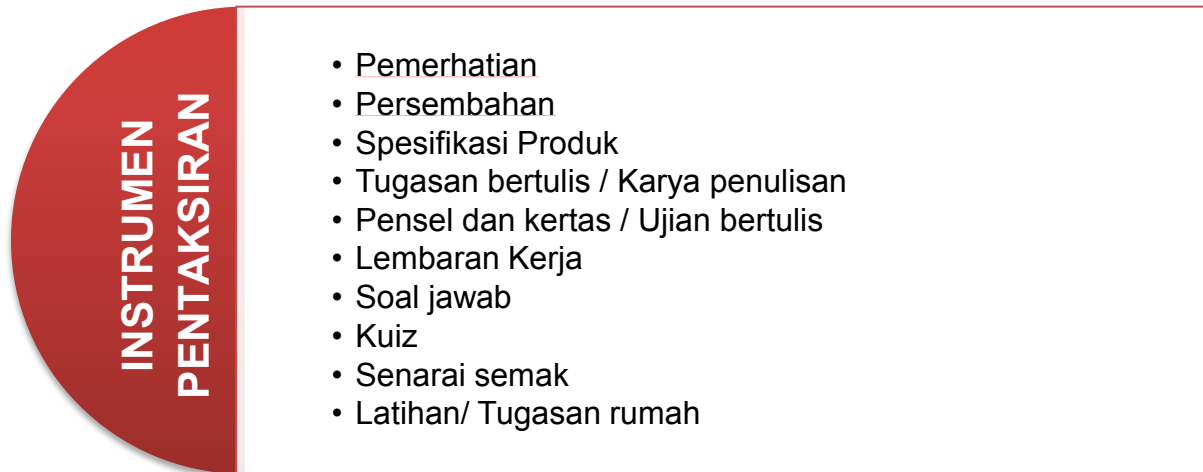 INSTRUMEN
PENTAKSIRAN
• Pemerhatian
• Persembahan
• Spesifikasi Produk
• Tugasan bertulis / Karya penulisan
• Pensel dan kertas / Ujian bertulis
• Lembaran Kerja
• Soal jawab
• Kuiz
• Senarai semak
• Latihan/ Tugasan rumah